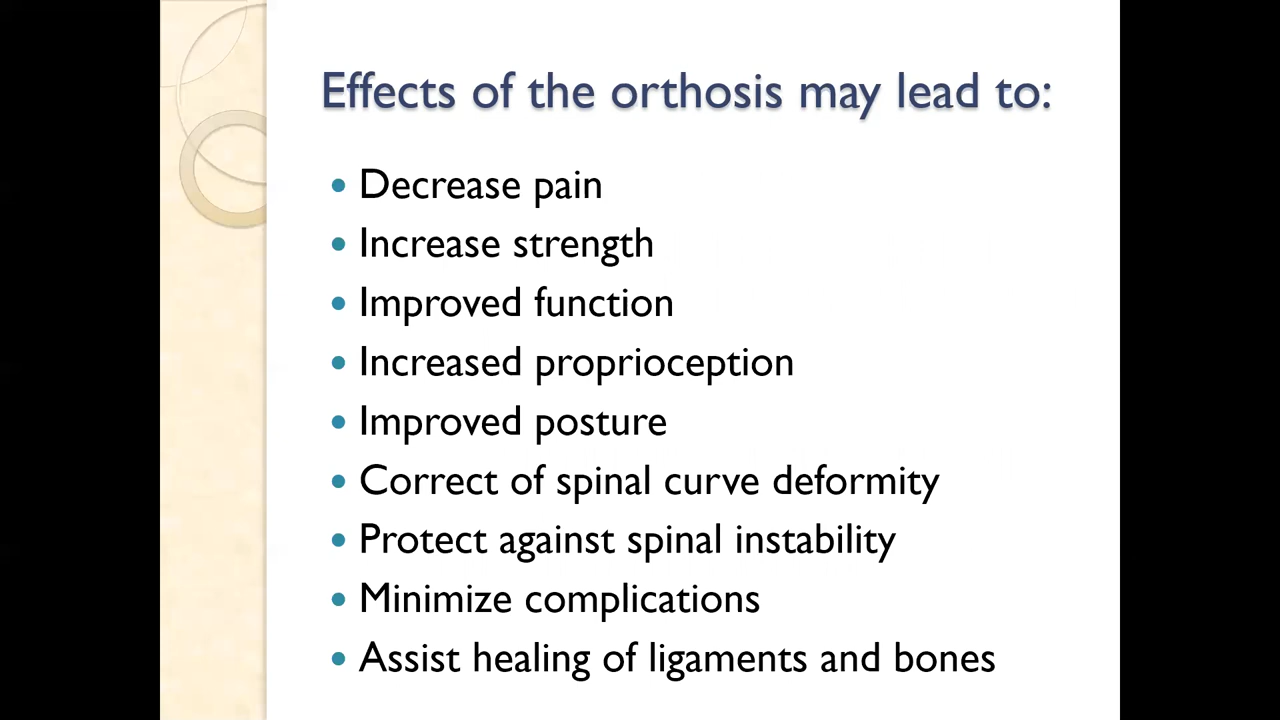 Effects of the orthosis may lead to:
• Decrease pain
• Increase strength
• Improved function
• Increased proprioception
• Improved posture
• Correct of spinal curve deformity
• Protect against spinal instability
• Minimize complications
• Assist healing of ligaments and bones